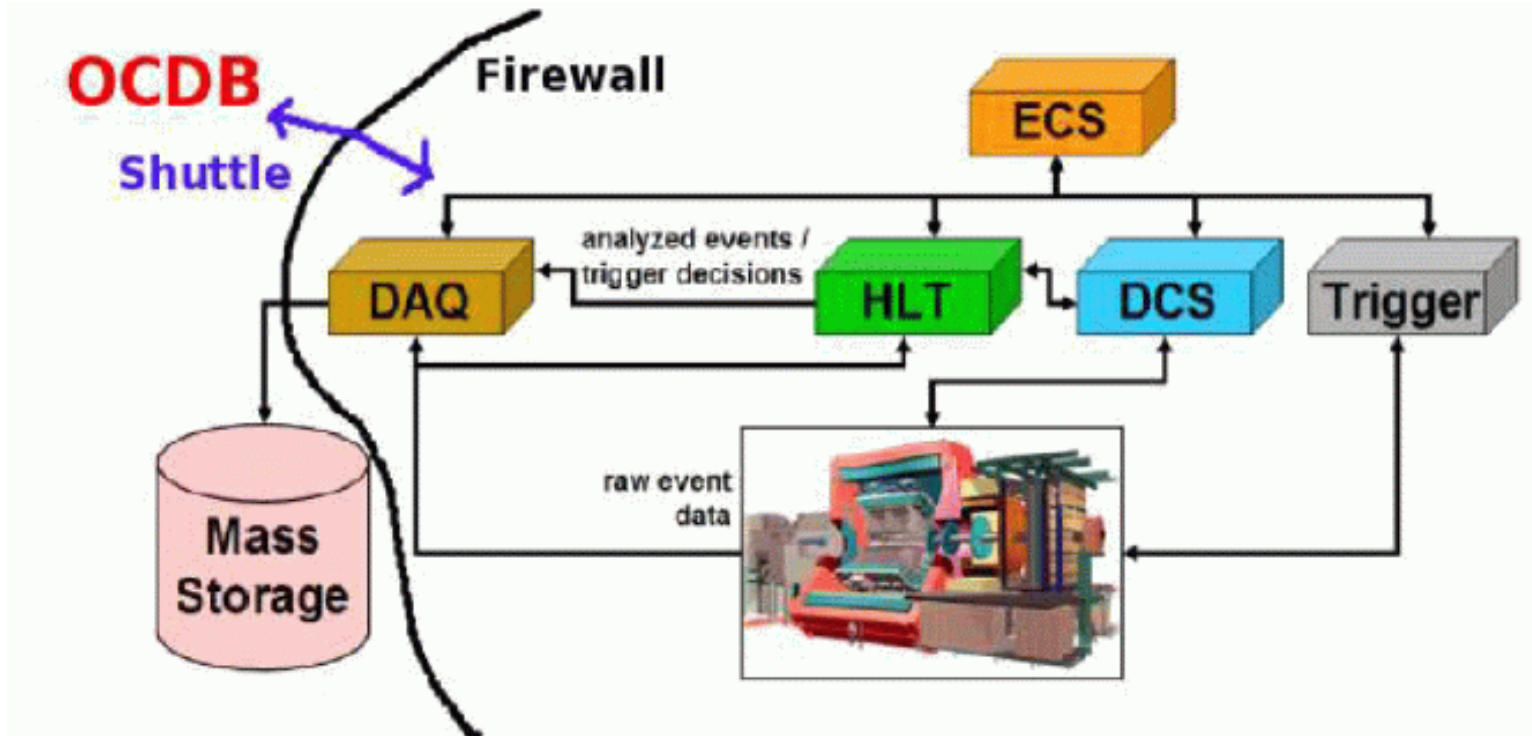 OCDB
Firewall
Shuttle
ECS
analyzed events /
trigger decisions
DAQ
HLT
DCS
Trigger
raw event
data
Mass
Storage